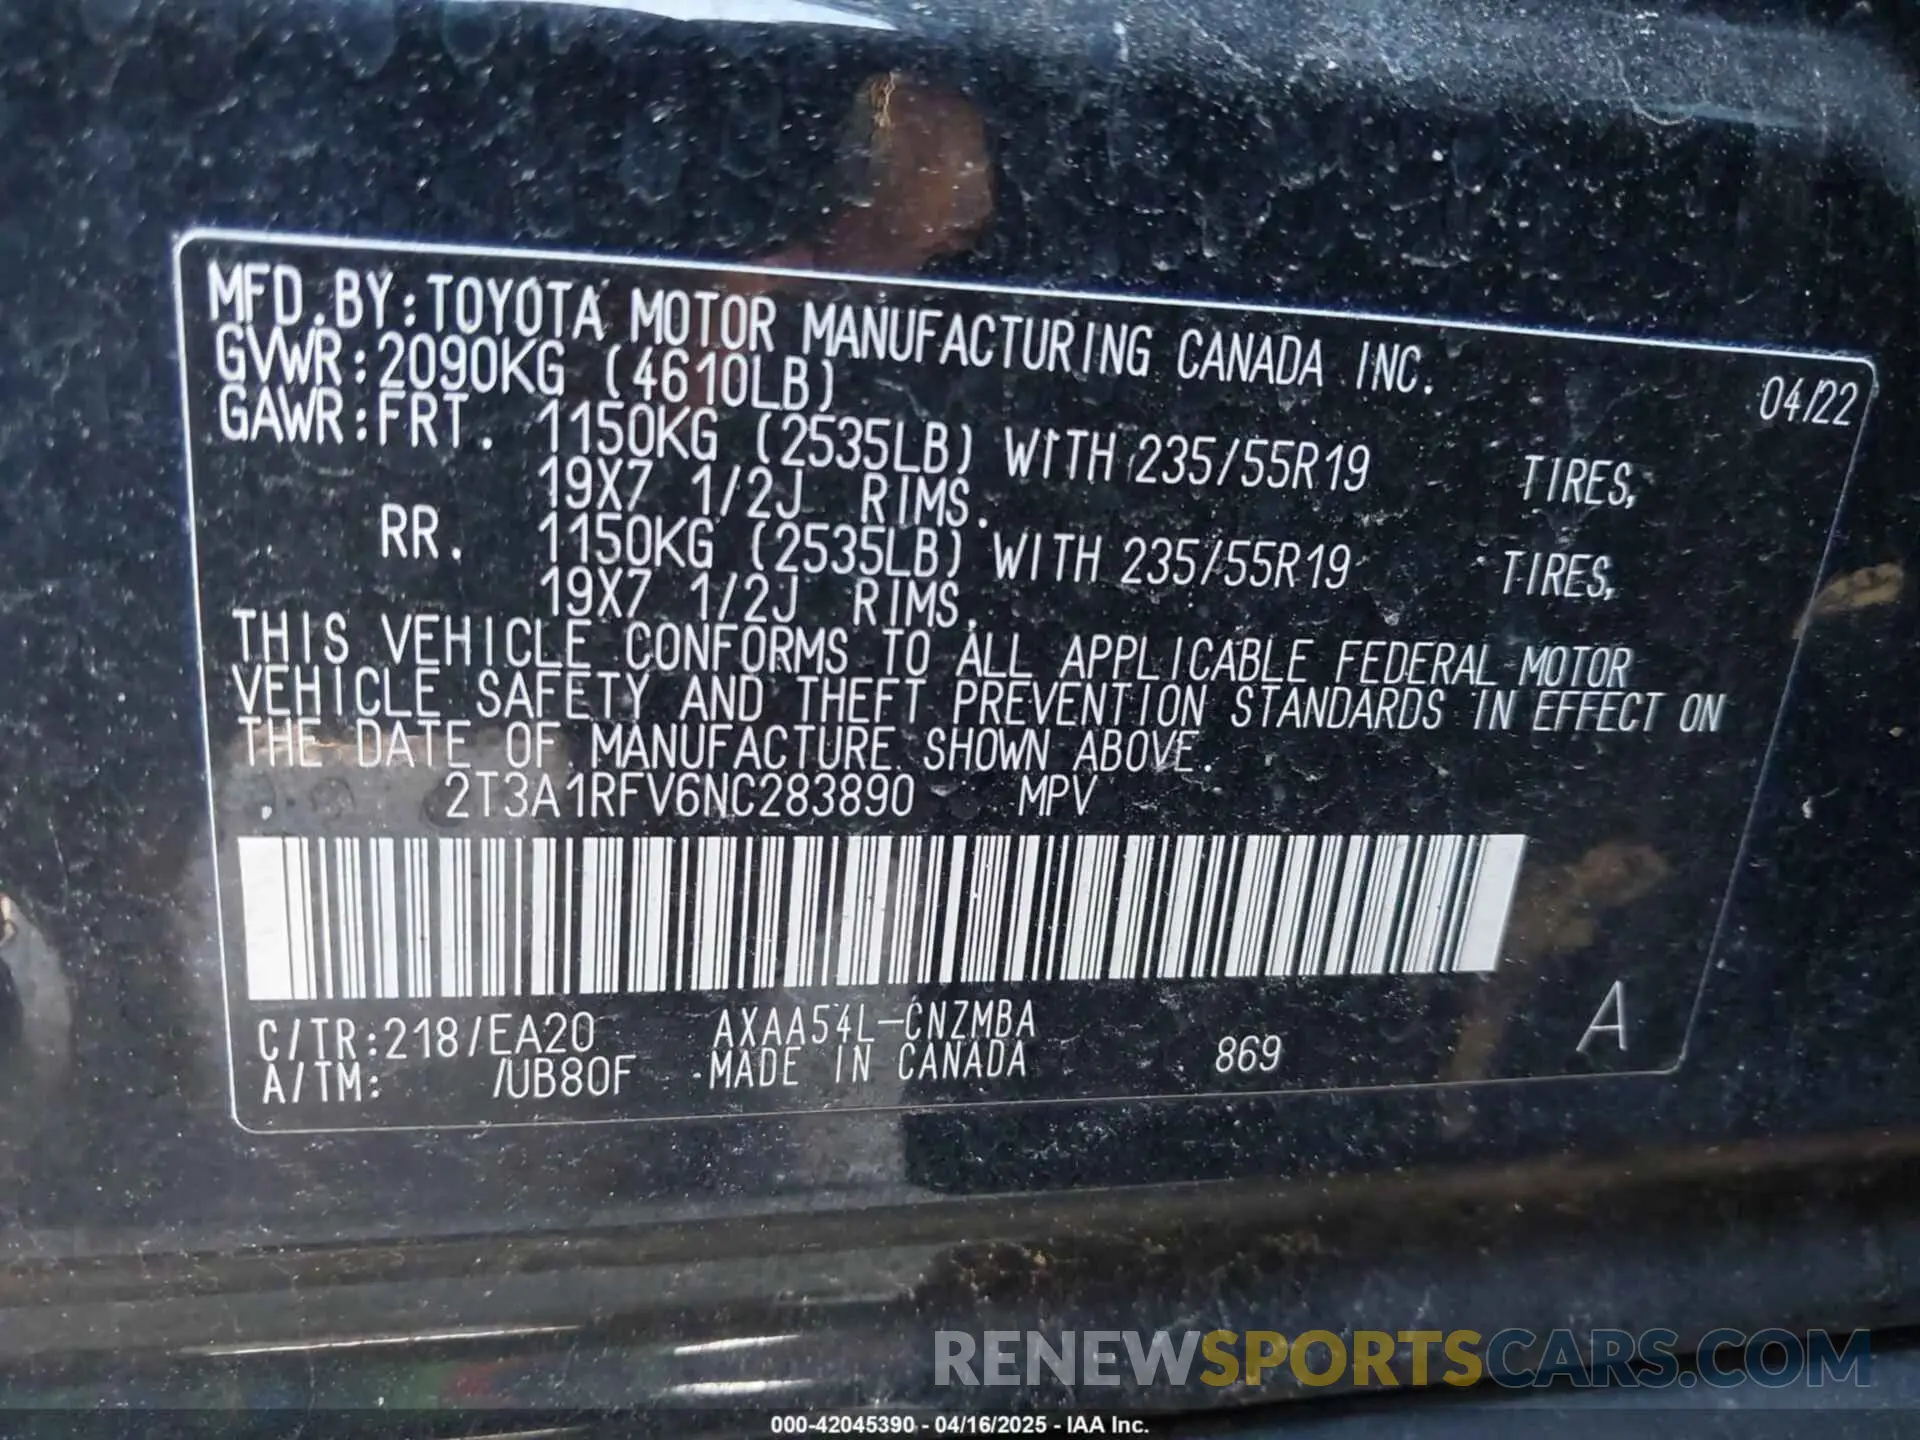 MFD.BY:TOYOTA MOTOR MANUFACTURING CANADA INC. 04/22
GVWR:2090KG (4610LB)
GAWR:FRT. 1150KG (2535LB) WITH 235/55R19 TIRES,
19X7 1/2J RIMS.
RR. 1150KG (2535LB) WITH 235/55R19 TIRES,
19X7 1/2J RIMS.
THIS VEHICLE CONFORMS TO ALL APPLICABLE FEDERAL MOTOR
VEHICLE SAFETY AND THEFT PREVENTION STANDARDS IN EFFECT ON
THE DATE OF MANUFACTURE SHOWN ABOVE.
2T3A1RFV6NC283890 MPV
C/TR:218/EA20 AXAA54L-CNZMBA A
A/TM: /UB80F MADE IN CANADA 869
RENEWSPORTSCARS.COM
000-42045390 - 04/16/2025 - IAA Inc.